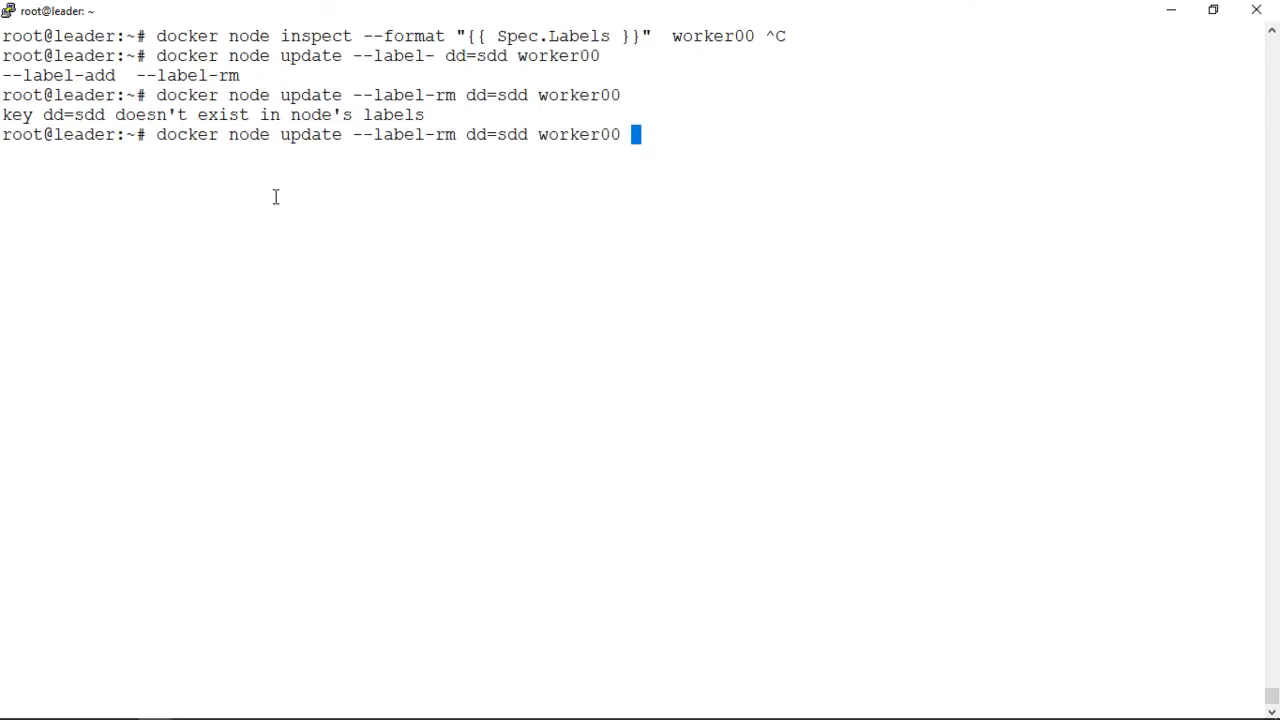 root@leader: ~
root@leader:~# docker node inspect --format "{{ Spec.Labels }}"  worker00 ^C
root@leader:~# docker node update --label- dd=sdd worker00
--label-add  --label-rm
root@leader:~# docker node update --label-rm dd=sdd worker00
key dd=sdd doesn't exist in node's labels
root@leader:~# docker node update --label-rm dd=sdd worker00